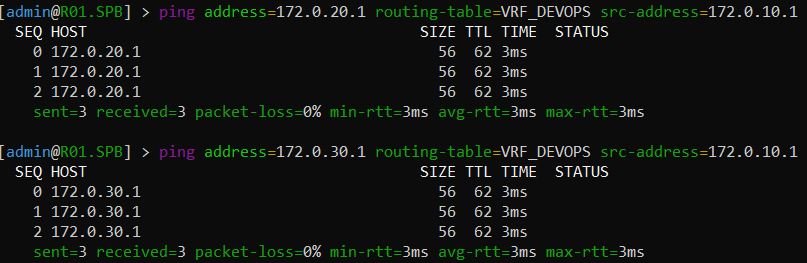 [admin@R01.SPB] > ping address=172.0.20.1 routing-table=VRF_DEVOPS src-address=172.0.10.1
SEQ HOST SIZE TTL TIME STATUS
0 172.0.20.1 56 62 3ms
1 172.0.20.1 56 62 3ms
2 172.0.20.1 56 62 3ms
sent=3 received=3 packet-loss=0% min-rtt=3ms avg-rtt=3ms max-rtt=3ms
[admin@R01.SPB] > ping address=172.0.30.1 routing-table=VRF_DEVOPS src-address=172.0.10.1
SEQ HOST SIZE TTL TIME STATUS
0 172.0.30.1 56 62 3ms
1 172.0.30.1 56 62 3ms
2 172.0.30.1 56 62 3ms
sent=3 received=3 packet-loss=0% min-rtt=3ms avg-rtt=3ms max-rtt=3ms